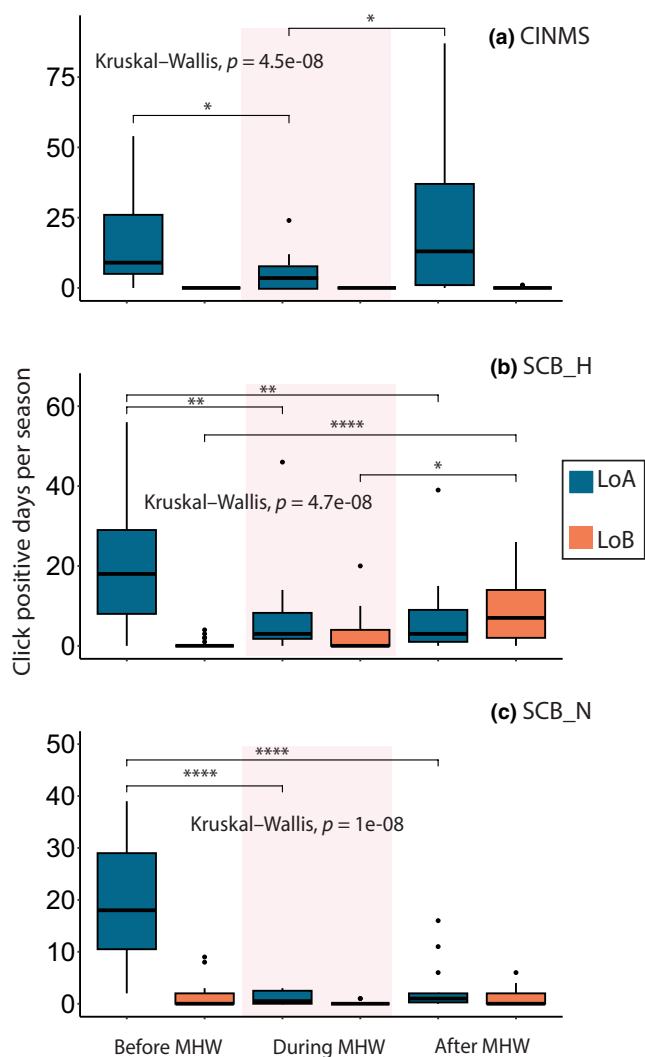 (a) CINMS
Kruskal–Wallis, p = 4.5e-08
*
*
75
50
25
0
(b) SCB_H
**
**
****
*
Kruskal–Wallis, p = 4.7e-08
60
40
20
0
Click positive days per season
LoA
LoB
(c) SCB_N
****
****
Kruskal–Wallis, p = 1e-08
50
40
30
20
10
0
Before MHW During MHW After MHW